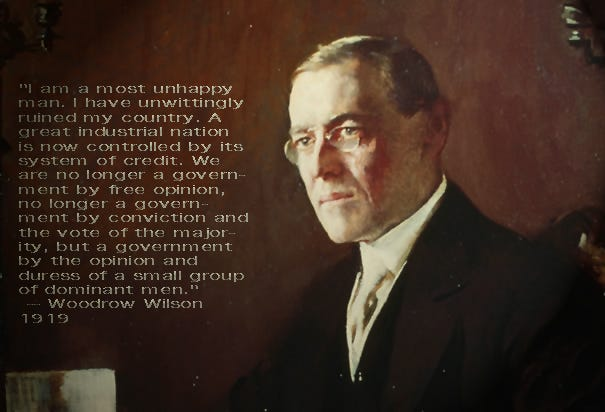 "I am a most unhappy
man. I have unwittingly
ruined my country. A
great industrial nation
is now controlled by its
system of credit. We
are no longer a govern-
ment by free opinion,
no longer a govern-
ment by conviction and
the vote of the major-
ity, but a government
by the opinion and
duress of a small group
of dominant men."
— Woodrow Wilson
1919